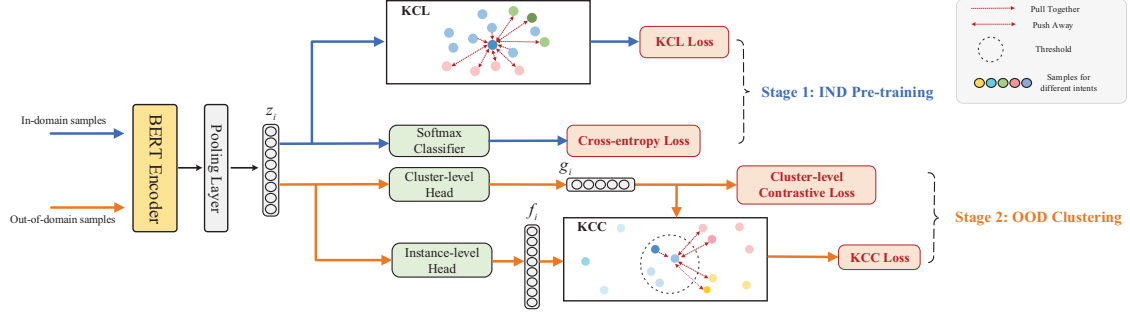 KCL
KCL Loss
Pull Together
Push Away
Threshold
Samples for
different intents
Stage 1: IND Pre-training
In-domain samples
BERT Encoder
Pooling Layer
z_i
Softmax
Classifier
Cross-entropy Loss
Cluster-level
Head
g_i
Cluster-level
Contrastive Loss
Out-of-domain samples
Stage 2: OOD Clustering
Instance-level
Head
f_i
KCC
KCC Loss